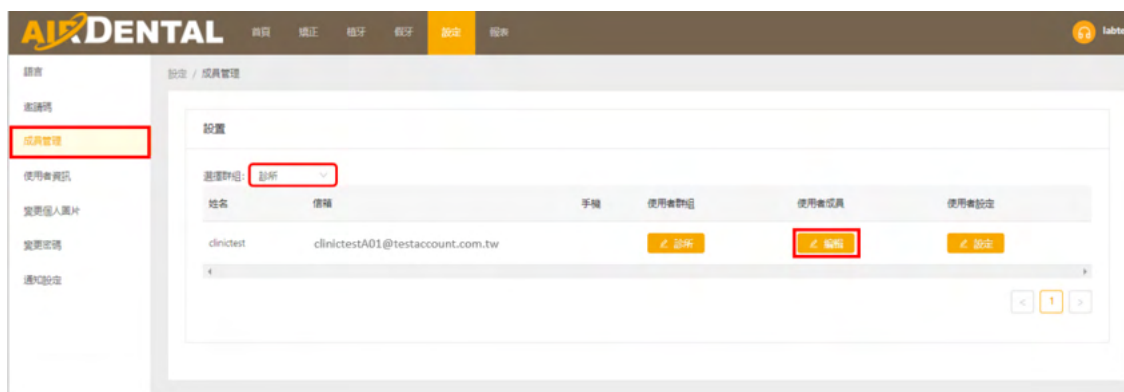 AIRDENTAL 首頁 矯正 植牙 假牙 設定 報表
語言
邀請碼
成員管理
使用者資訊
變更個人圖片
變更密碼
通知設定
設定 / 成員管理
設置
選擇群組: 診所
姓名 信箱 手機 使用者群組 使用者成員 使用者設定
clinictest clinictestA01@testaccount.com.tw 診所 編輯 設定
< 1 >